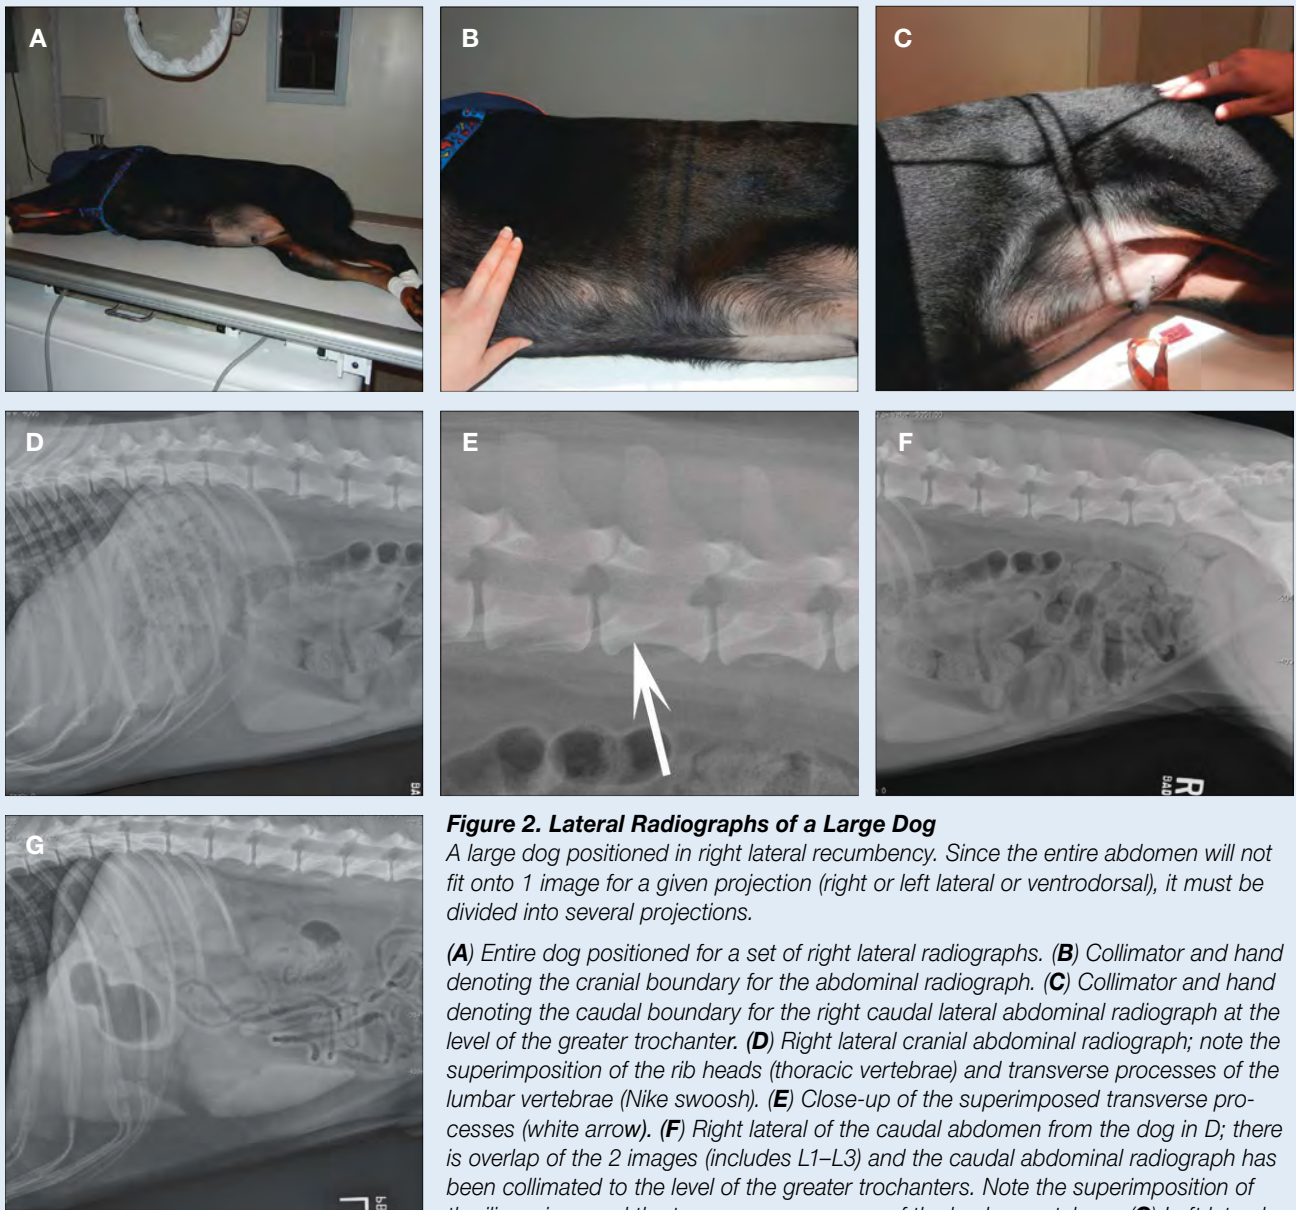 A
B
C
D
E
F
G
BAD
R
BAD
L
Figure 2. Lateral Radiographs of a Large Dog
A large dog positioned in right lateral recumbency. Since the entire abdomen will not
fit onto 1 image for a given projection (right or left lateral or ventrodorsal), it must be
divided into several projections.
(A) Entire dog positioned for a set of right lateral radiographs. (B) Collimator and hand
denoting the cranial boundary for the abdominal radiograph. (C) Collimator and hand
denoting the caudal boundary for the right caudal lateral abdominal radiograph at the
level of the greater trochanter. (D) Right lateral cranial abdominal radiograph; note the
superimposition of the rib heads (thoracic vertebrae) and transverse processes of the
lumbar vertebrae (Nike swoosh). (E) Close-up of the superimposed transverse pro-
cesses (white arrow). (F) Right lateral of the caudal abdomen from the dog in D; there
is overlap of the 2 images (includes L1–L3) and the caudal abdominal radiograph has
been collimated to the level of the greater trochanters. Note the superimposition of